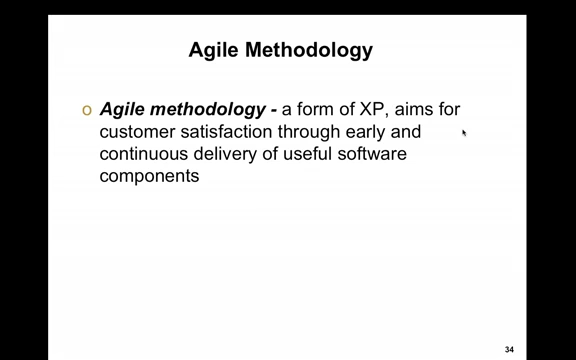 Agile Methodology
o Agile methodology - a form of XP, aims for
customer satisfaction through early and
continuous delivery of useful software
components
34